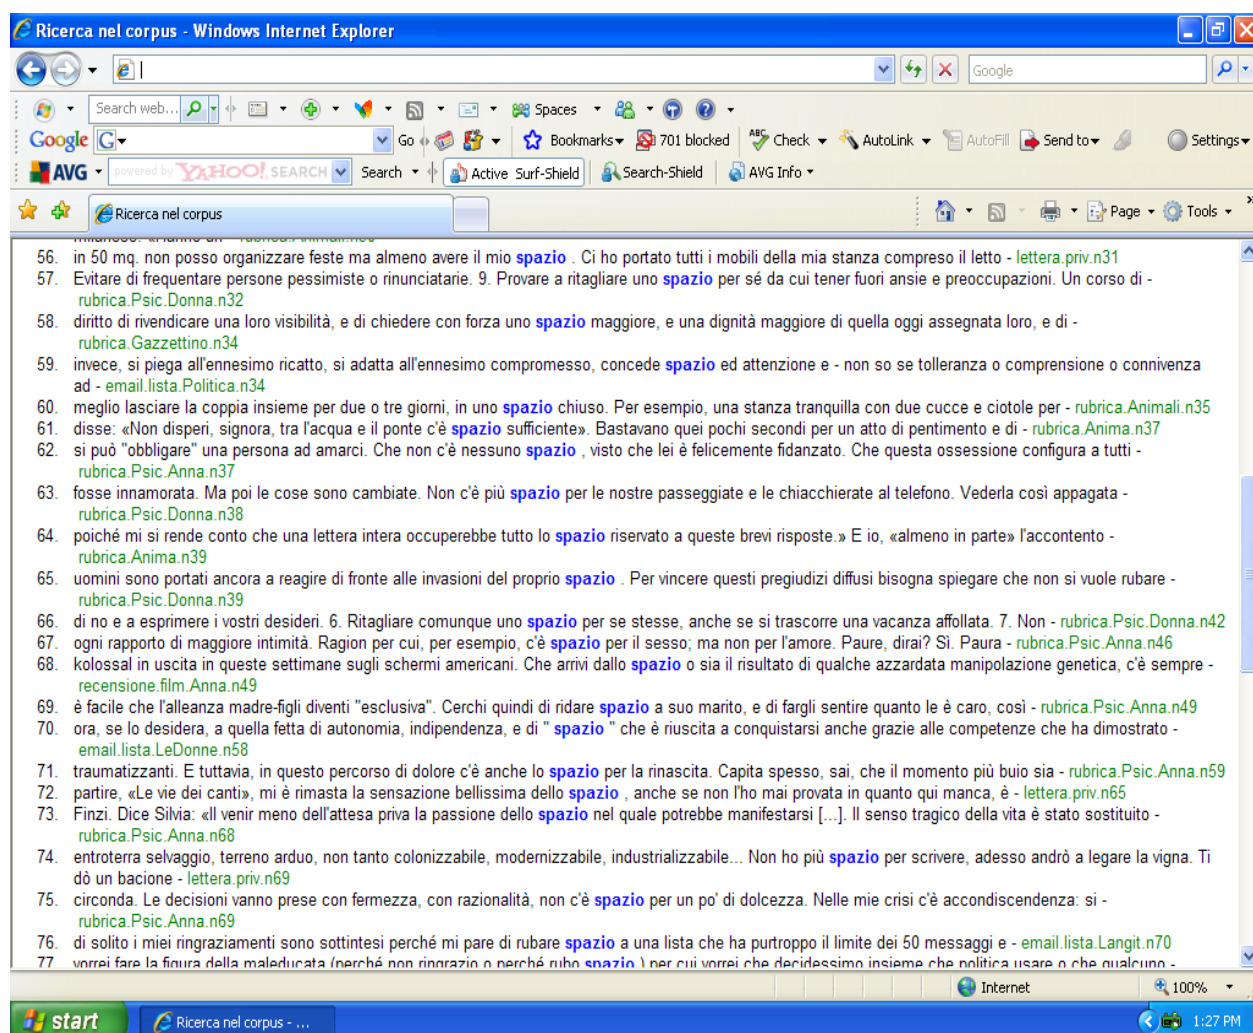 Ricerca nel corpus - Windows Internet Explorer
Google
Search web...
Spaces
Google G
Go
Bookmarks
701 blocked
ABC Check
AutoLink
AutoFill
Send to
Settings
AVG
powered by YAHOO! SEARCH
Search
Active Surf-Shield
Search-Shield
AVG Info
Ricerca nel corpus
Page
Tools
56. in 50 mq. non posso organizzare feste ma almeno avere il mio spazio . Ci ho portato tutti i mobili della mia stanza compreso il letto - lettera.priv.n31
57. Evitare di frequentare persone pessimiste o rinunciatarie. 9. Provare a ritagliare uno spazio per sé da cui tener fuori ansie e preoccupazioni. Un corso di -
rubrica.Psic.Donna.n32
58. diritto di rivendicare una loro visibilità, e di chiedere con forza uno spazio maggiore, e una dignità maggiore di quella oggi assegnata loro, e di -
rubrica.Gazzettino.n34
59. invece, si piega all'ennesimo ricatto, si adatta all'ennesimo compromesso, concede spazio ed attenzione e - non so se tolleranza o comprensione o connivenza
ad - email.lista.Politica.n34
60. meglio lasciare la coppia insieme per due o tre giorni, in uno spazio chiuso. Per esempio, una stanza tranquilla con due cucce e ciotole per - rubrica.Animali.n35
61. disse: «Non disperi, signora, tra l'acqua e il ponte c'è spazio sufficiente». Bastavano quei pochi secondi per un atto di pentimento e di - rubrica.Anima.n37
62. si può "obbligare" una persona ad amarci. Che non c'è nessuno spazio , visto che lei è felicemente fidanzato. Che questa ossessione configura a tutti -
rubrica.Psic.Anna.n37
63. fosse innamorata. Ma poi le cose sono cambiate. Non c'è più spazio per le nostre passeggiate e le chiacchierate al telefono. Vederla così appagata -
rubrica.Psic.Donna.n38
64. poiché mi si rende conto che una lettera intera occuperebbe tutto lo spazio riservato a queste brevi risposte.» E io, «almeno in parte» l'accontento -
rubrica.Anima.n39
65. uomini sono portati ancora a reagire di fronte alle invasioni del proprio spazio . Per vincere questi pregiudizi diffusi bisogna spiegare che non si vuole rubare -
rubrica.Psic.Donna.n39
66. di no e a esprimere i vostri desideri. 6. Ritagliare comunque uno spazio per se stesse, anche se si trascorre una vacanza affollata. 7. Non - rubrica.Psic.Donna.n42
67. ogni rapporto di maggiore intimità. Ragion per cui, per esempio, c'è spazio per il sesso; ma non per l'amore. Paure, dirai? Sì. Paura - rubrica.Psic.Anna.n46
68. kolossal in uscita in queste settimane sugli schermi americani. Che arrivi dallo spazio o sia il risultato di qualche azzardata manipolazione genetica, c'è sempre -
recensione.film.Anna.n49
69. è facile che l'alleanza madre-figli diventi "esclusiva". Cerchi quindi di ridare spazio a suo marito, e di fargli sentire quanto le è caro, così - rubrica.Psic.Anna.n49
70. ora, se lo desidera, a quella fetta di autonomia, indipendenza, e di " spazio " che è riuscita a conquistarsi anche grazie alle competenze che ha dimostrato -
email.lista.LeDonne.n58
71. traumatizzanti. E tuttavia, in questo percorso di dolore c'è anche lo spazio per la rinascita. Capita spesso, sai, che il momento più buio sia - rubrica.Psic.Anna.n59
72. partire, «Le vie dei canti», mi è rimasta la sensazione bellissima dello spazio , anche se non l'ho mai provata in quanto qui manca, è - lettera.priv.n65
73. Finzi. Dice Silvia: «Il venir meno dell'attesa priva la passione dello spazio nel quale potrebbe manifestarsi [...]. Il senso tragico della vita è stato sostituito -
rubrica.Psic.Anna.n68
74. entroterra selvaggio, terreno arduo, non tanto colonizzabile, modernizzabile, industrializzabile... Non ho più spazio per scrivere, adesso andrò a legare la vigna. Ti
dò un bacione - lettera.priv.n69
75. circonda. Le decisioni vanno prese con fermezza, con razionalità, non c'è spazio per un po' di dolcezza. Nelle mie crisi c'è accondiscendenza: si -
rubrica.Psic.Anna.n69
76. di solito i miei ringraziamenti sono sottintesi perché mi pare di rubare spazio a una lista che ha purtroppo il limite dei 50 messaggi e - email.lista.Langit.n70
77. vorrei fare la figura della maleducata (perché non ringrazio o perché rubo spazio ) per cui vorrei che decidessimo insieme che politica usare o che qualcuno -
Internet
100%
start
Ricerca nel corpus - ...
1:27 PM